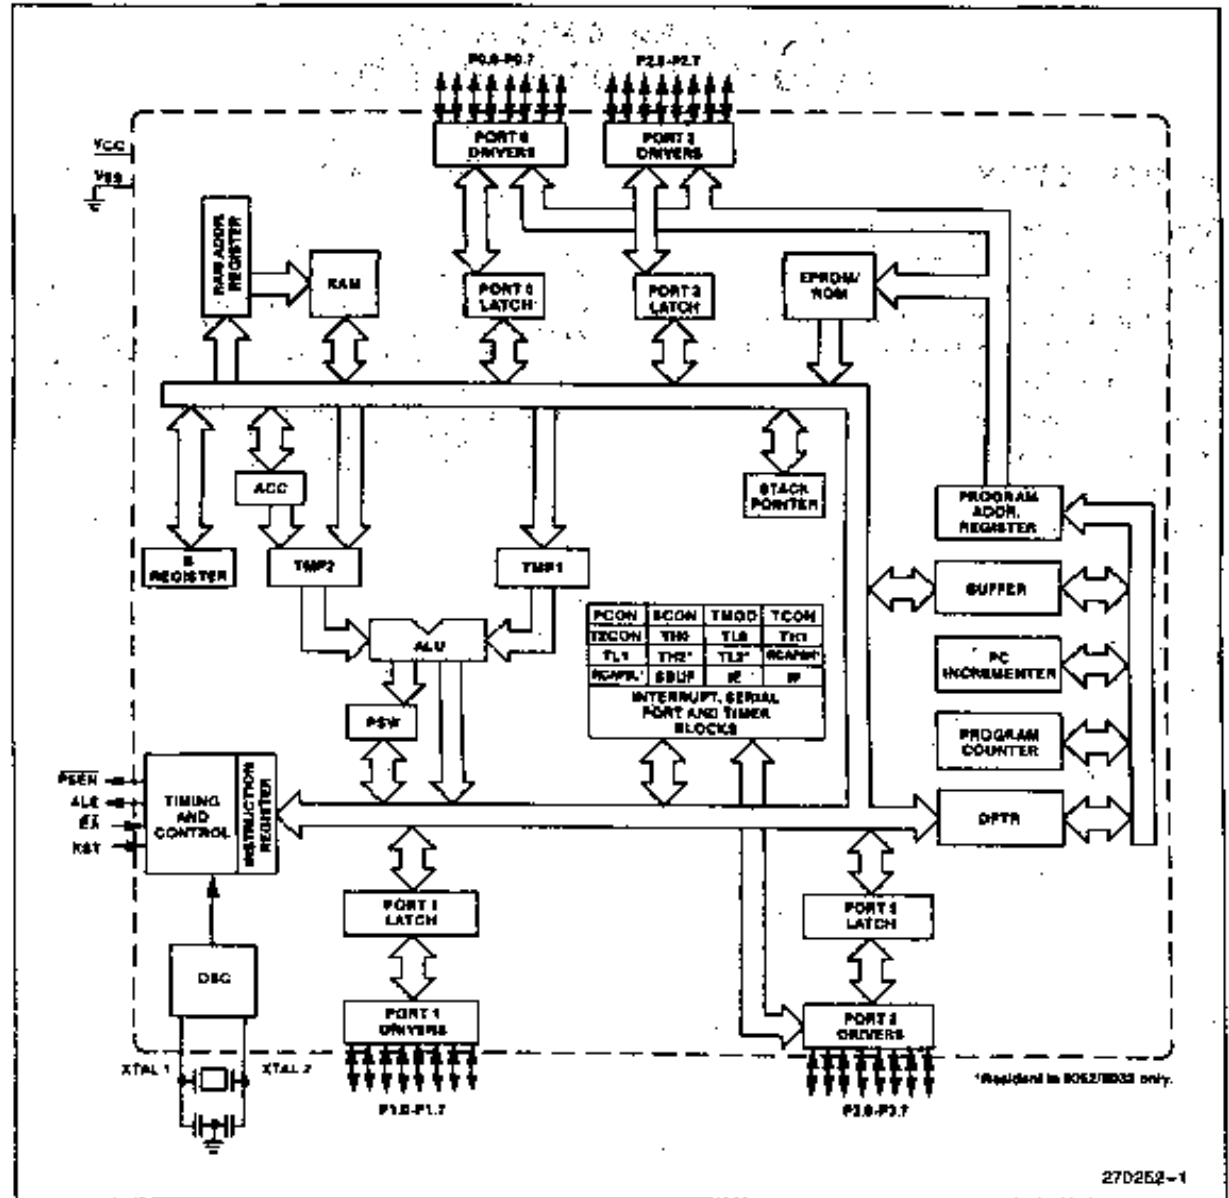 P0.0-P0.7
P2.0-P2.7
PORT 0
DRIVERS
PORT 2
DRIVERS
VCC
VSS
RAM ADDR
REGISTER
RAM
PORT 0
LATCH
PORT 2
LATCH
EPROM/
ROM
ACC
STACK
POINTER
PROGRAM
ADDR.
REGISTER
B
REGISTER
TMP2
TMP1
BUFFER
PCON SCON TMOD TCON
T2CON TH0 TL0 TH1
TL1 TH2* TL2* RCAP2H*
RCAP2L* SBUF IE IP
INTERRUPT, SERIAL
PORT AND TIMER
BLOCKS
ALU
PC
INCREMENTER
PSW
PROGRAM
COUNTER
PSEN
ALE
EA
RST
TIMING
AND
CONTROL
INSTRUCTION
REGISTER
DPTR
PORT 1
LATCH
PORT 3
LATCH
OSC
PORT 1
DRIVERS
PORT 3
DRIVERS
XTAL 1
XTAL 2
*Resident in 8052/8032 only.
P1.0-P1.7
P3.0-P3.7
270252-1